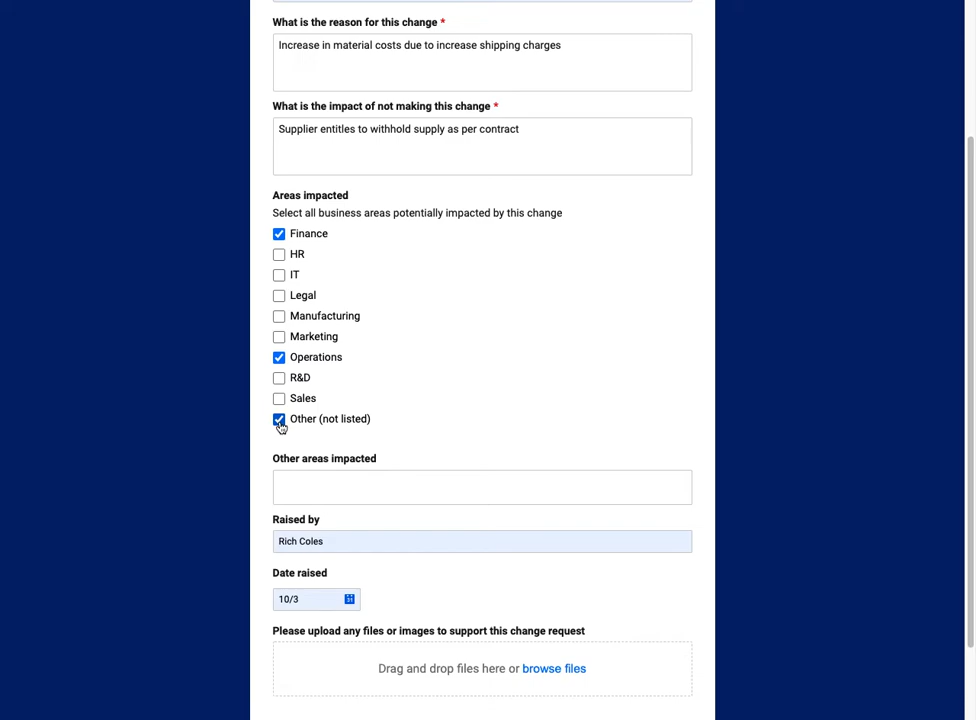 What is the reason for this change *
Increase in material costs due to increase shipping charges
What is the impact of not making this change *
Supplier entitles to withhold supply as per contract
Areas impacted
Select all business areas potentially impacted by this change
Finance
HR
IT
Legal
Manufacturing
Marketing
Operations
R&D
Sales
Other (not listed)
Other areas impacted
Raised by
Rich Coles
Date raised
10/3
Please upload any files or images to support this change request
Drag and drop files here or browse files